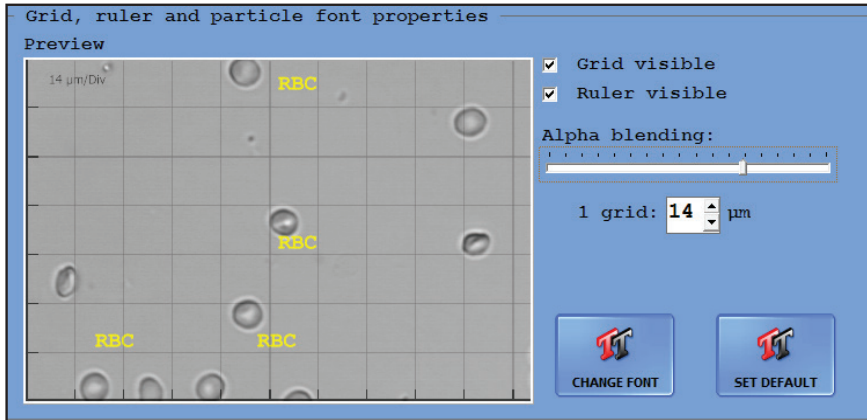 Grid, ruler and particle font properties
Preview
14 µm/Div
RBC
RBC
RBC
RBC
Grid visible
Ruler visible
Alpha blending:
1 grid: 14 µm
CHANGE FONT
SET DEFAULT